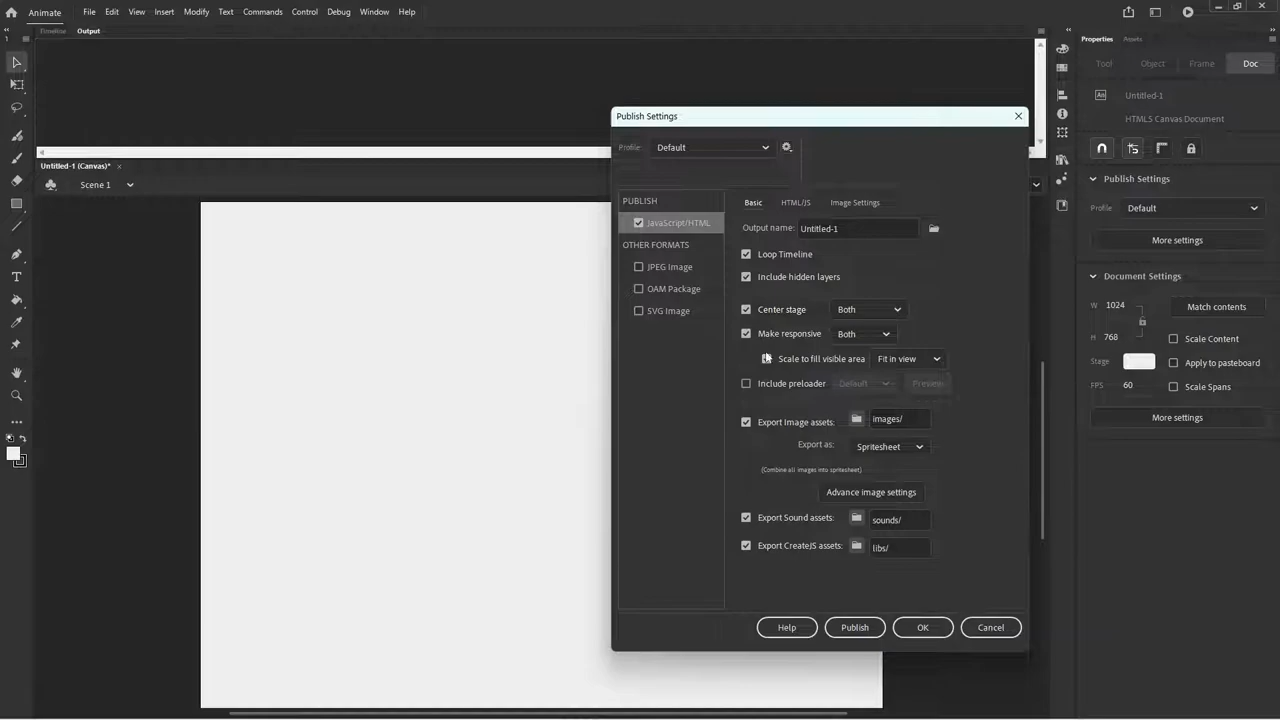 Animate File Edit View Insert Modify Text Commands Control Debug Window Help
Timeline Output
Properties Assets
Tool Object Frame Doc
Untitled-1
HTML5 Canvas Document
Publish Settings
Profile: Default
Untitled-1 (Canvas)* ×
Scene 1
PUBLISH
JavaScript/HTML
OTHER FORMATS
JPEG Image
OAM Package
SVG Image
Basic HTML/JS Image Settings
Output name: Untitled-1
Loop Timeline
Include hidden layers
Center stage Both
Make responsive Both
Scale to fill visible area Fit in view
Include preloader Default Preview
Export Image assets: images/
Export as: Spritesheet
(Combine all images into spritesheet)
Advance image settings
Export Sound assets: sounds/
Export CreateJS assets: libs/
Help Publish OK Cancel
Publish Settings
Profile Default
More settings
Document Settings
W 1024 Match contents
H 768 Scale Content
Stage Apply to pasteboard
FPS 60 Scale Spans
More settings